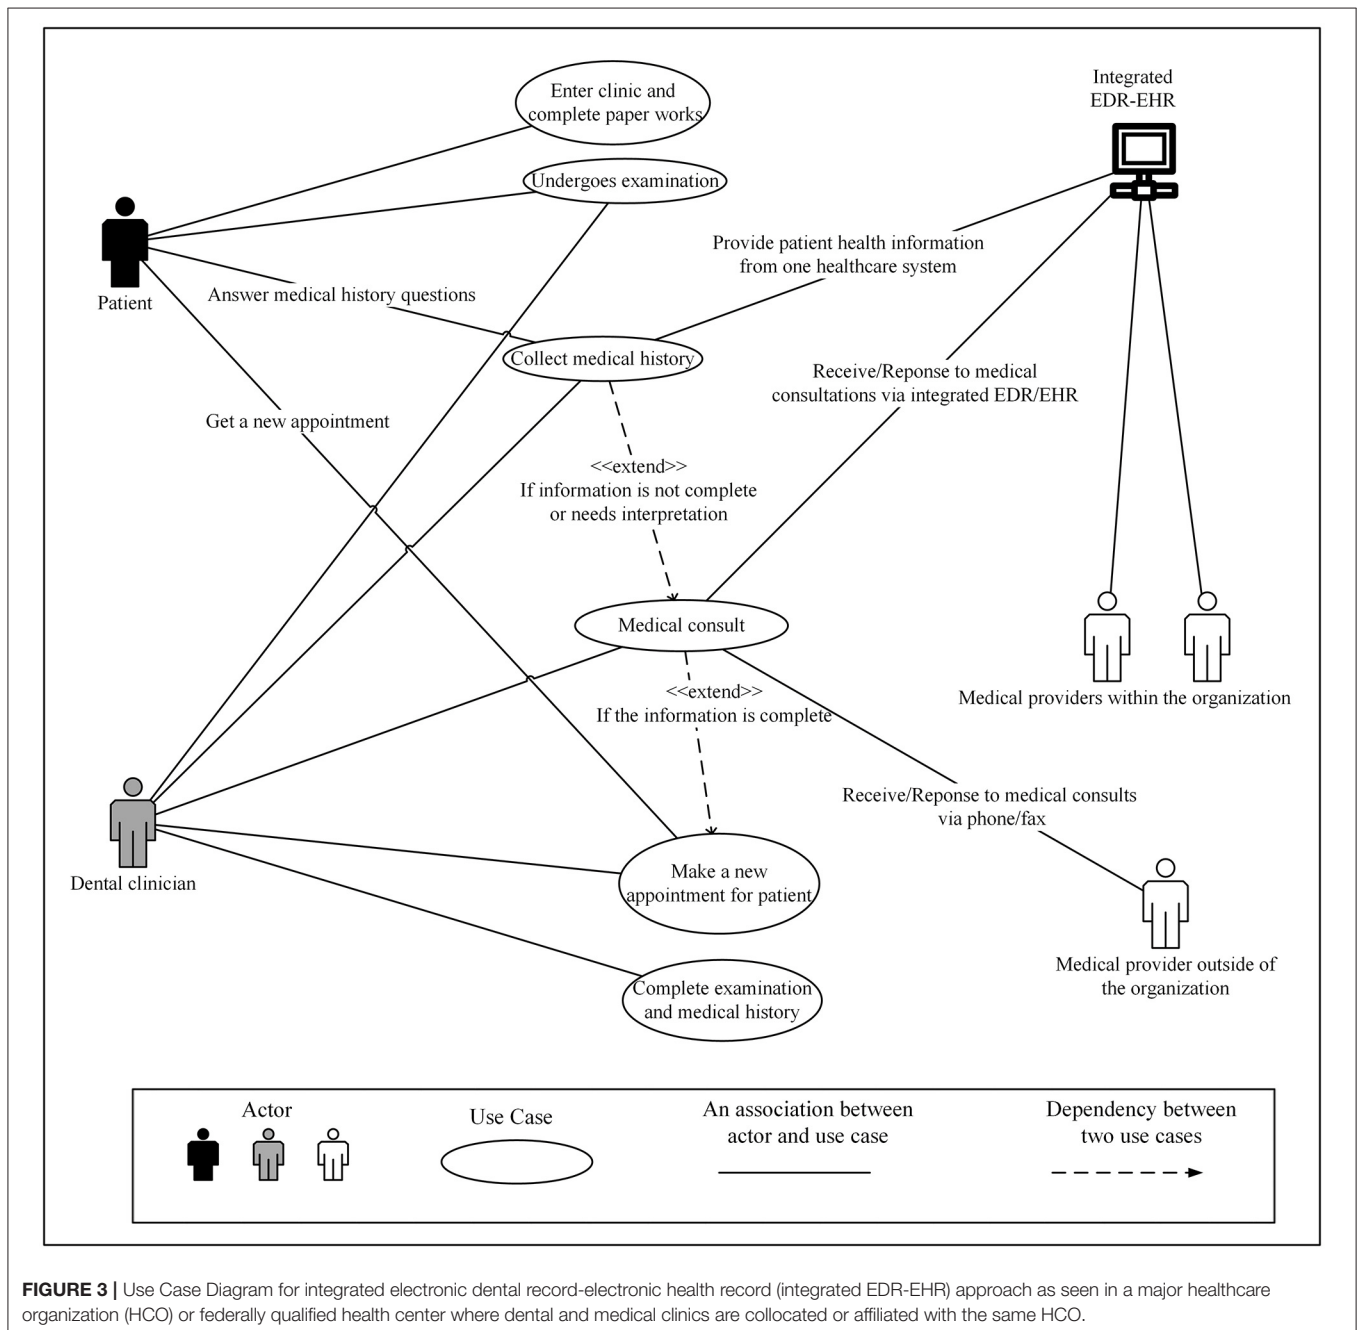 Enter clinic and
complete paper works
Integrated
EDR-EHR
Undergoes examination
Patient
Provide patient health information
from one healthcare system
Answer medical history questions
Collect medical history
Receive/Reponse to medical
consultations via integrated EDR/EHR
Get a new appointment
<<extend>>
If information is not complete
or needs interpretation
Medical consult
Medical providers within the organization
<<extend>>
If the information is complete
Receive/Reponse to medical consults
via phone/fax
Dental clinician
Make a new
appointment for patient
Medical provider outside of
the organization
Complete examination
and medical history
Actor
Use Case
An association between
actor and use case
Dependency between
two use cases
FIGURE 3 | Use Case Diagram for integrated electronic dental record-electronic health record (integrated EDR-EHR) approach as seen in a major healthcare
organization (HCO) or federally qualified health center where dental and medical clinics are collocated or affiliated with the same HCO.